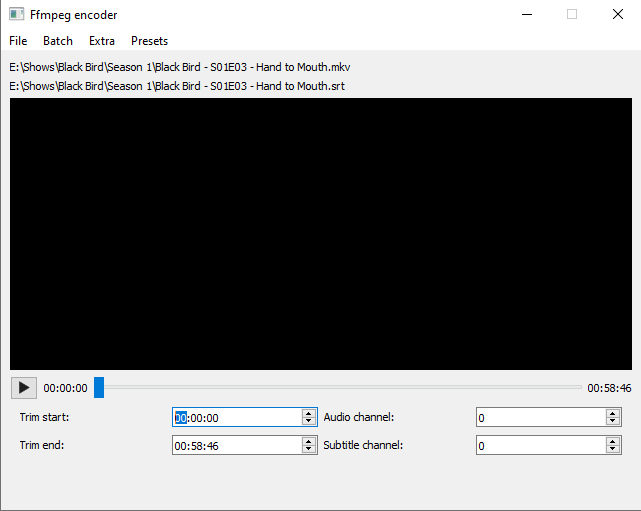 Ffmpeg encoder
File Batch Extra Presets
E:\Shows\Black Bird\Season 1\Black Bird - S01E03 - Hand to Mouth.mkv
E:\Shows\Black Bird\Season 1\Black Bird - S01E03 - Hand to Mouth.srt
00:00:00 00:58:46
Trim start: 00:00:00 Audio channel: 0
Trim end: 00:58:46 Subtitle channel: 0